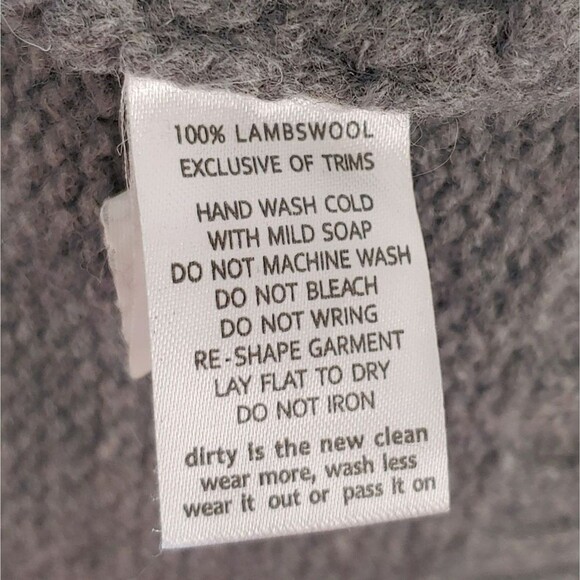 100% LAMBSWOOL
EXCLUSIVE OF TRIMS
HAND WASH COLD
WITH MILD SOAP
DO NOT MACHINE WASH
DO NOT BLEACH
DO NOT WRING
RE-SHAPE GARMENT
LAY FLAT TO DRY
DO NOT IRON
dirty is the new clean
wear more, wash less
wear it out or pass it on